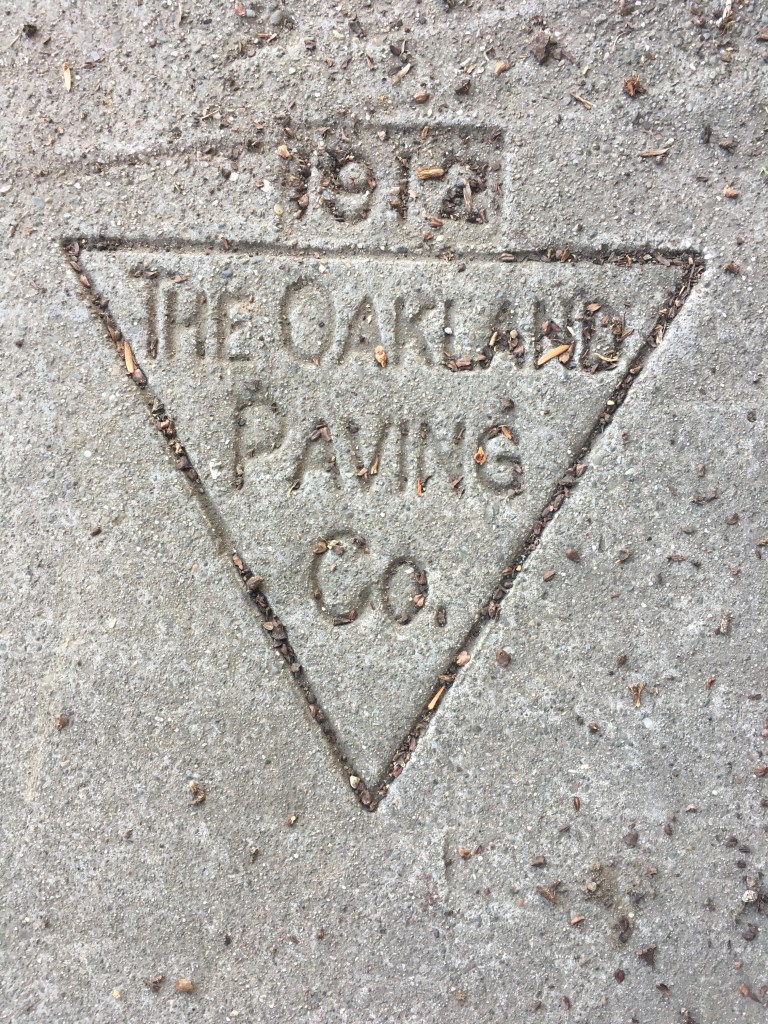 1912
THE OAKLAND
PAVING
Co.